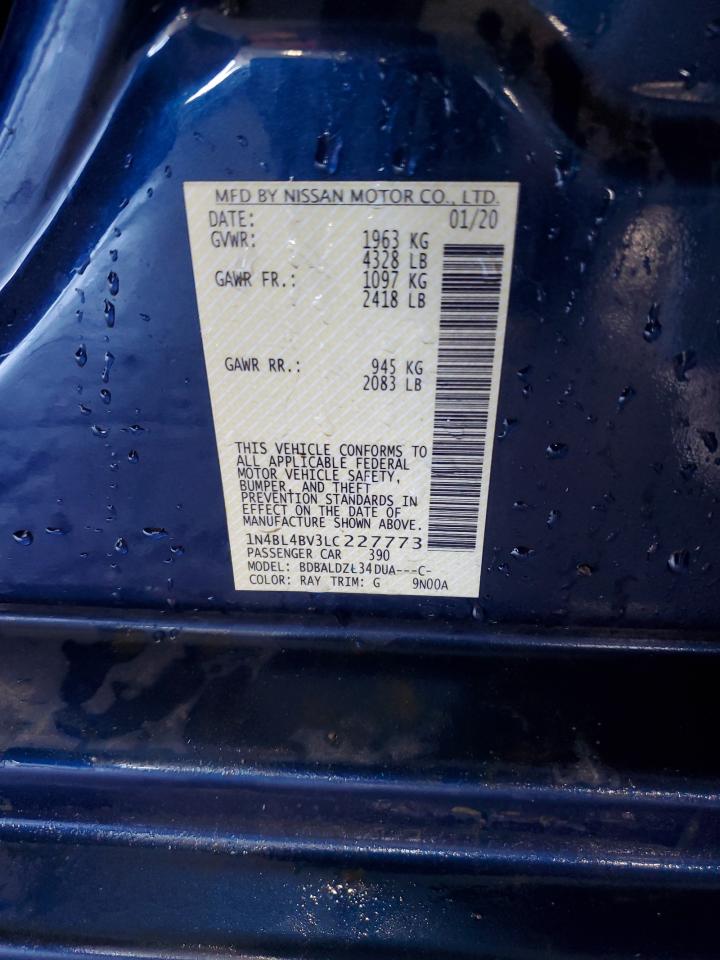 MFD BY NISSAN MOTOR CO., LTD.
DATE: 01/20
GVWR: 1963 KG
4328 LB
GAWR FR.: 1097 KG
2418 LB
GAWR RR.: 945 KG
2083 LB
THIS VEHICLE CONFORMS TO
ALL APPLICABLE FEDERAL
MOTOR VEHICLE SAFETY,
BUMPER, AND THEFT
PREVENTION STANDARDS IN
EFFECT ON THE DATE OF
MANUFACTURE SHOWN ABOVE.
1N4BL4BV3LC227773
PASSENGER CAR 390
MODEL: BDBALDZL34DUA---C-
COLOR: RAY TRIM: G 9N00A